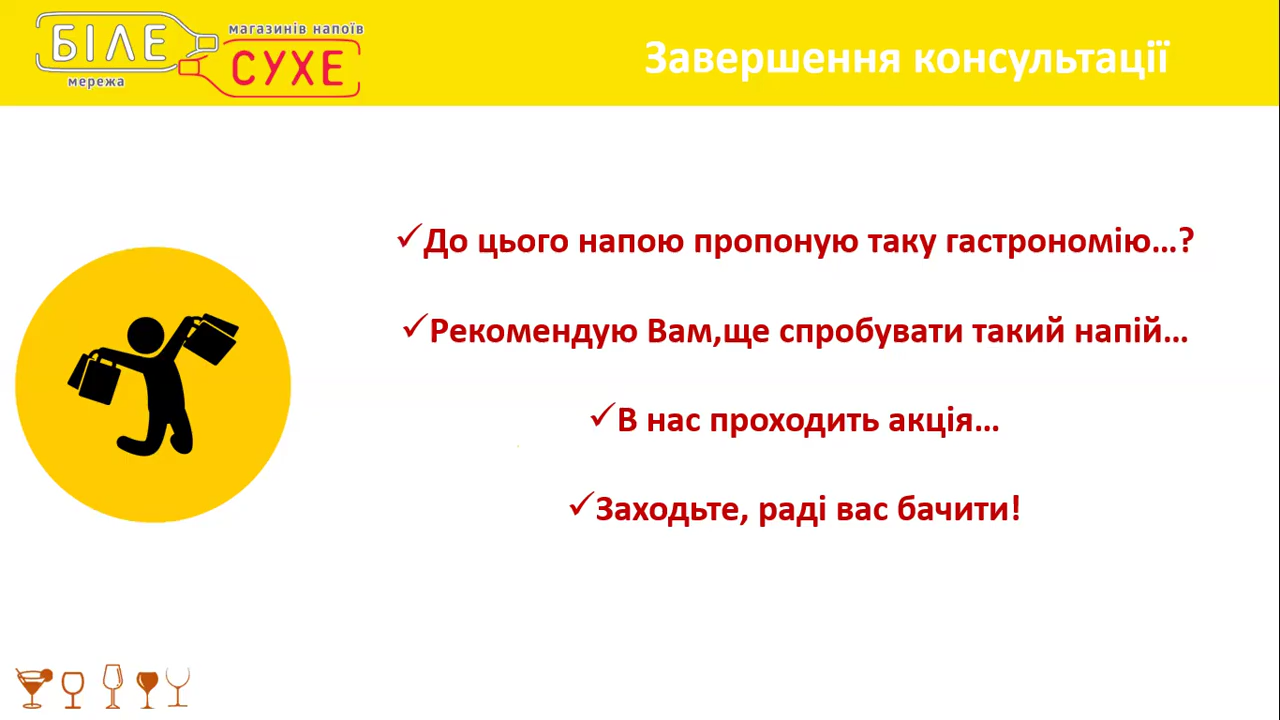 БІЛЕ
мережа
магазинів напоїв
СУХЕ
Завершення консультації
До цього напою пропоную таку гастрономію...?
Рекомендую Вам,ще спробувати такий напій...
В нас проходить акція...
Заходьте, раді вас бачити!